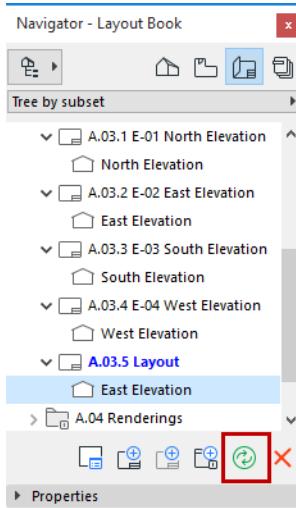 Navigator - Layout Book
x
Tree by subset
A.03.1 E-01 North Elevation
North Elevation
A.03.2 E-02 East Elevation
East Elevation
A.03.3 E-03 South Elevation
South Elevation
A.03.4 E-04 West Elevation
West Elevation
A.03.5 Layout
East Elevation
A.04 Renderings
Properties